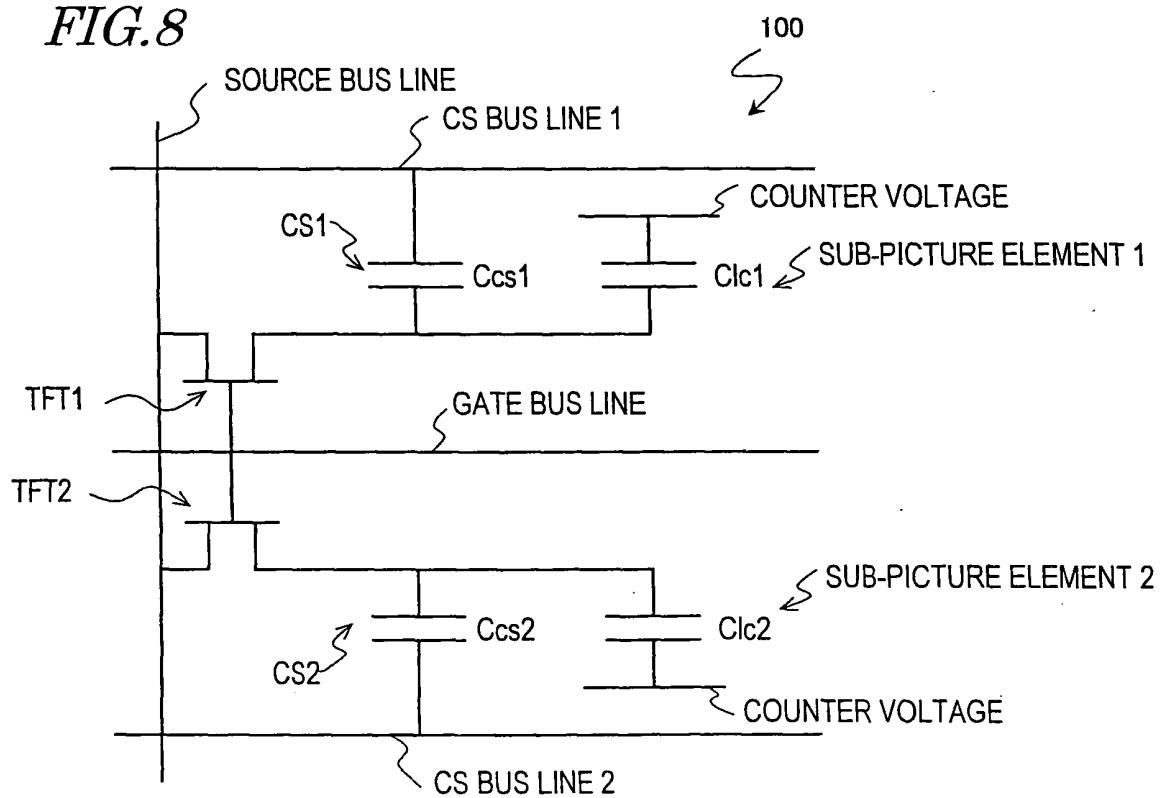 FIG.8
100
SOURCE BUS LINE
CS BUS LINE 1
COUNTER VOLTAGE
CS1
Ccs1
Clc1
SUB-PICTURE ELEMENT 1
TFT1
GATE BUS LINE
TFT2
SUB-PICTURE ELEMENT 2
Ccs2
Clc2
CS2
COUNTER VOLTAGE
CS BUS LINE 2